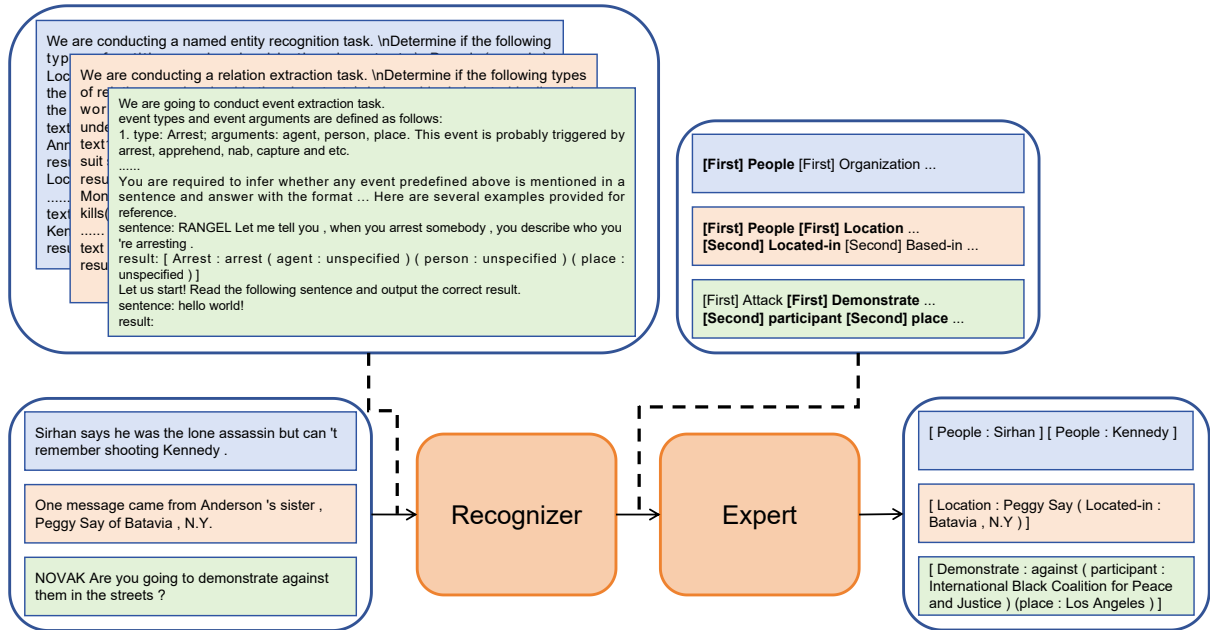 We are conducting a named entity recognition task. \nDetermine if the following
Loc
the
the
text
Ann
resu
Loc
......
text
Ken
resu
We are conducting a relation extraction task. \nDetermine if the following types
of rel
wor
unde
text
suit
resu
Mon
kills(
......
text
resu
We are going to conduct event extraction task.
event types and event arguments are defined as follows:
1. type: Arrest; arguments: agent, person, place. This event is probably triggered by
arrest, apprehend, nab, capture and etc.
......
You are required to infer whether any event predefined above is mentioned in a
sentence and answer with the format ... Here are several examples provided for
reference.
sentence: RANGEL Let me tell you , when you arrest somebody , you describe who you
're arresting .
result: [ Arrest : arrest ( agent : unspecified ) ( person : unspecified ) ( place :
unspecified ) ]
Let us start! Read the following sentence and output the correct result.
sentence: hello world!
result:
[First] People [First] Organization ...
[First] People [First] Location ...
[Second] Located-in [Second] Based-in ...
[First] Attack [First] Demonstrate ...
[Second] participant [Second] place ...
Sirhan says he was the lone assassin but can 't
remember shooting Kennedy .
One message came from Anderson 's sister ,
Peggy Say of Batavia , N.Y.
NOVAK Are you going to demonstrate against
them in the streets ?
Recognizer
Expert
[ People : Sirhan ] [ People : Kennedy ]
[ Location : Peggy Say ( Located-in :
Batavia , N.Y ) ]
[ Demonstrate : against ( participant :
International Black Coalition for Peace
and Justice ) (place : Los Angeles ) ]